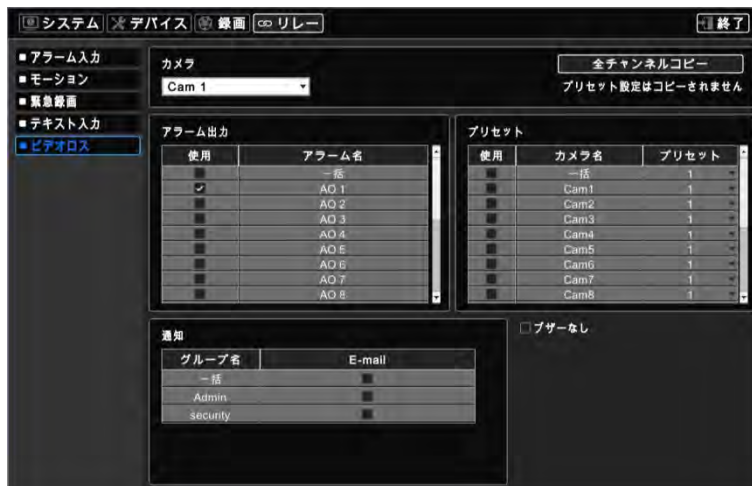 システム デバイス 録画 リレー 終了
アラーム入力
モーション
緊急録画
テキスト入力
ビデオロス
カメラ
Cam 1
全チャンネルコピー
プリセット設定はコピーされません
アラーム出力
使用 アラーム名
一括
AO 1
AO 2
AO 3
AO 4
AO 5
AO 6
AO 7
AO 8
プリセット
使用 カメラ名 プリセット
一括 1
Cam1 1
Cam2 1
Cam3 1
Cam4 1
Cam5 1
Cam6 1
Cam7 1
Cam8 1
通知
グループ名 E-mail
一括
Admin
security
ブザーなし